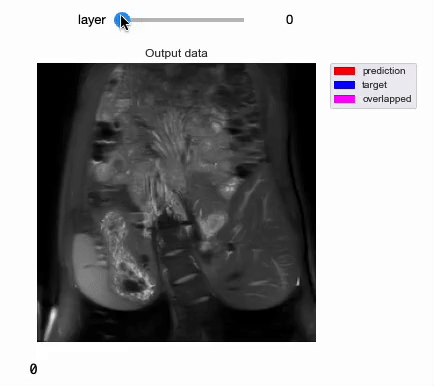 layer 0
Output data
prediction
target
overlapped
0